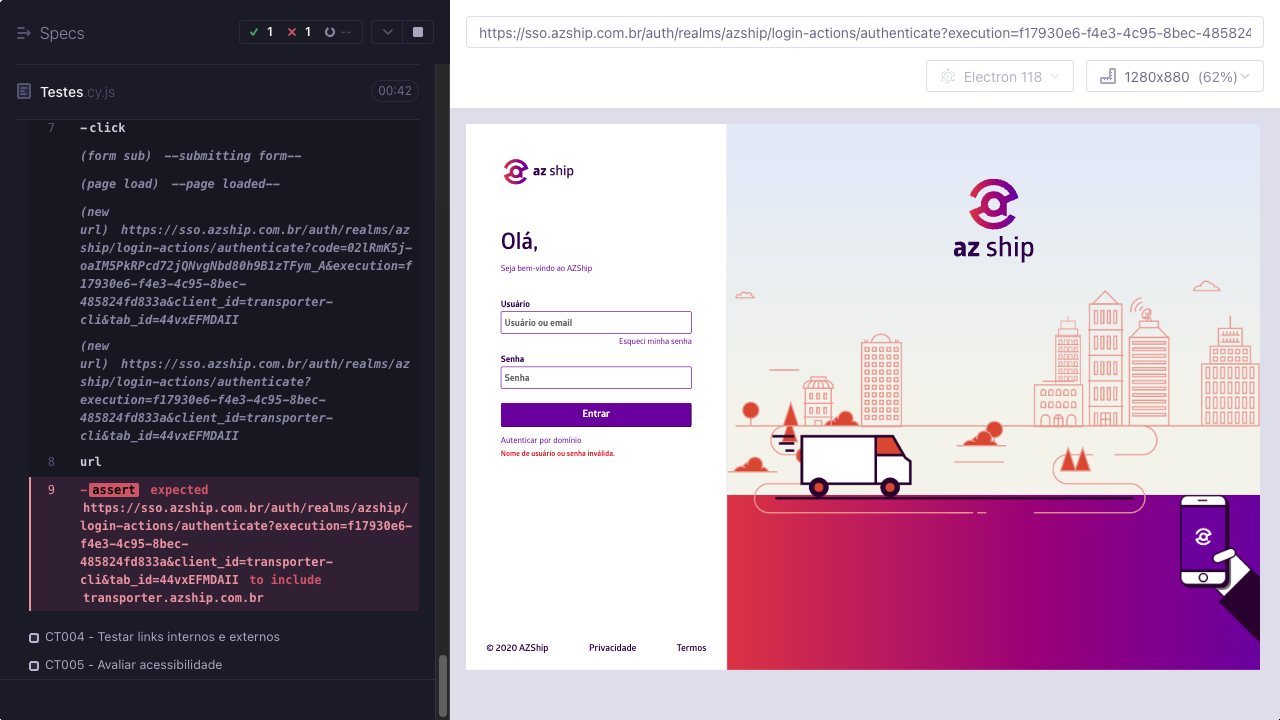 Specs
1
1
--
Testes.cy.js
00:42
7 -click
(form sub) --submitting form--
(page load) --page loaded--
(new
url) https://sso.azship.com.br/auth/realms/az
ship/login-actions/authenticate?code=02lRmK5j-
oaIM5PkRPcd72jQNvgNbd80h9B1zTFym_A&execution=f
17930e6-f4e3-4c95-8bec-
485824fd833a&client_id=transporter-
cli&tab_id=44vxEFMDAII
(new
url) https://sso.azship.com.br/auth/realms/az
ship/login-actions/authenticate?
execution=f17930e6-f4e3-4c95-8bec-
485824fd833a&client_id=transporter-
cli&tab_id=44vxEFMDAII
8 url
9 -assert expected
https://sso.azship.com.br/auth/realms/azship/
login-actions/authenticate?execution=f17930e6-
f4e3-4c95-8bec-
485824fd833a&client_id=transporter-
cli&tab_id=44vxEFMDAII to include
transporter.azship.com.br
CT004 - Testar links internos e externos
CT005 - Avaliar acessibilidade
https://sso.azship.com.br/auth/realms/azship/login-actions/authenticate?execution=f17930e6-f4e3-4c95-8bec-485824
Electron 118
1280x880 (62%)
az ship
Olá,
Seja bem-vindo ao AZShip
Usuário
Usuário ou email
Esqueci minha senha
Senha
Senha
Entrar
Autenticar por domínio
Nome de usuário ou senha inválida.
© 2020 AZShip Privacidade Termos
az ship